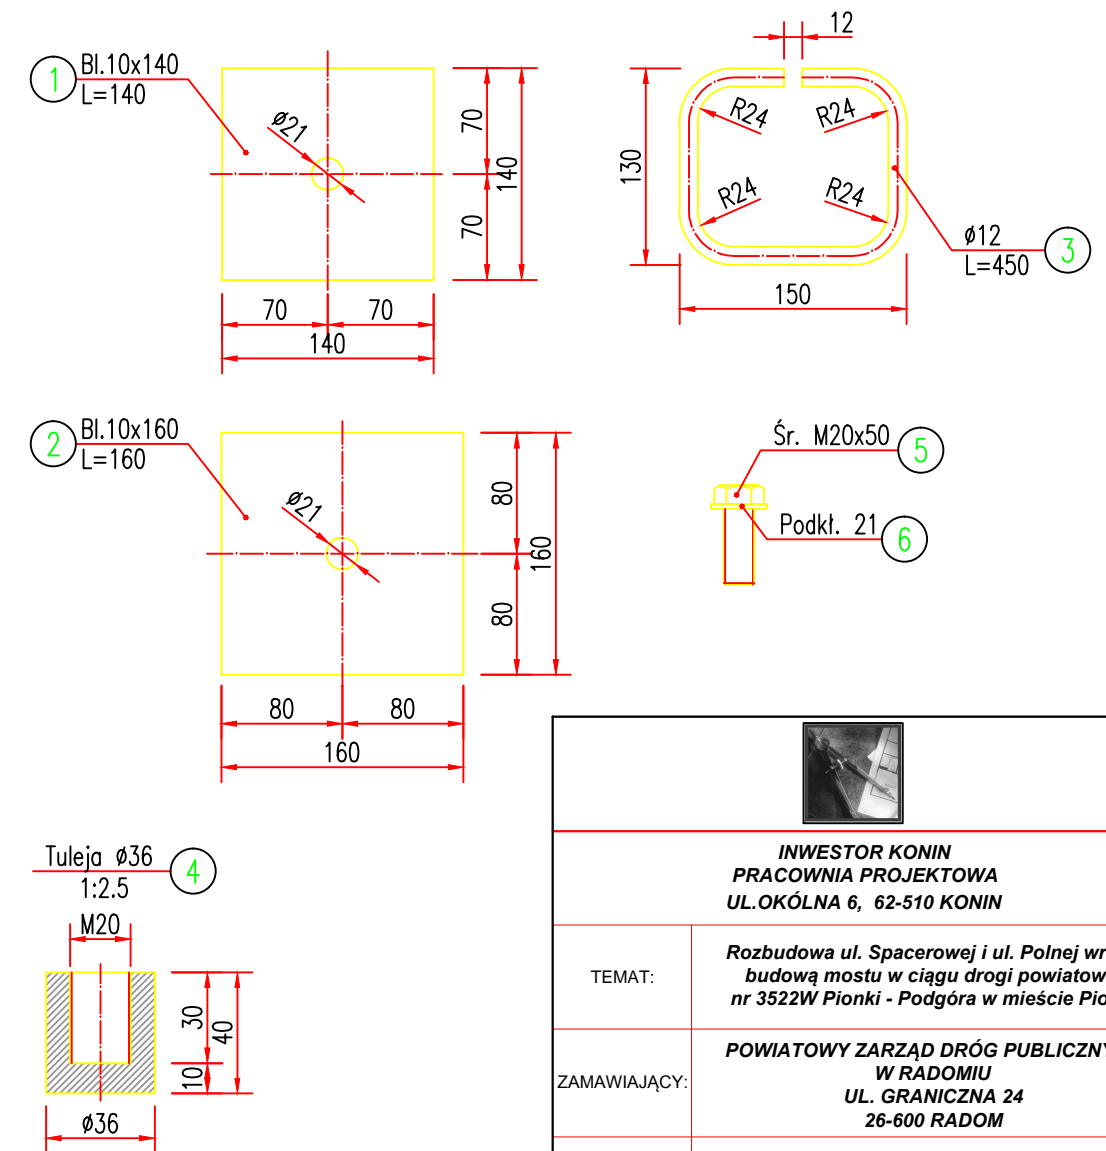 1
Bl.10x140
L=140
ø21
70
70
140
70
70
140
12
R24
R24
R24
R24
130
150
ø12
L=450
3
2
Bl.10x160
L=160
ø21
80
80
160
80
80
160
Śr. M20x50
5
Podkł. 21
6
Tuleja ø36
1:2.5
4
M20
30
40
10
ø36
INWESTOR KONIN
PRACOWNIA PROJEKTOWA
UL.OKÓLNA 6, 62-510 KONIN
TEMAT:
Rozbudowa ul. Spacerowej i ul. Polnej wr
budową mostu w ciągu drogi powiatow
nr 3522W Pionki - Podgóra w mieście Pio
ZAMAWIAJĄCY:
POWIATOWY ZARZĄD DRÓG PUBLICZNY
W RADOMIU
UL. GRANICZNA 24
26-600 RADOM